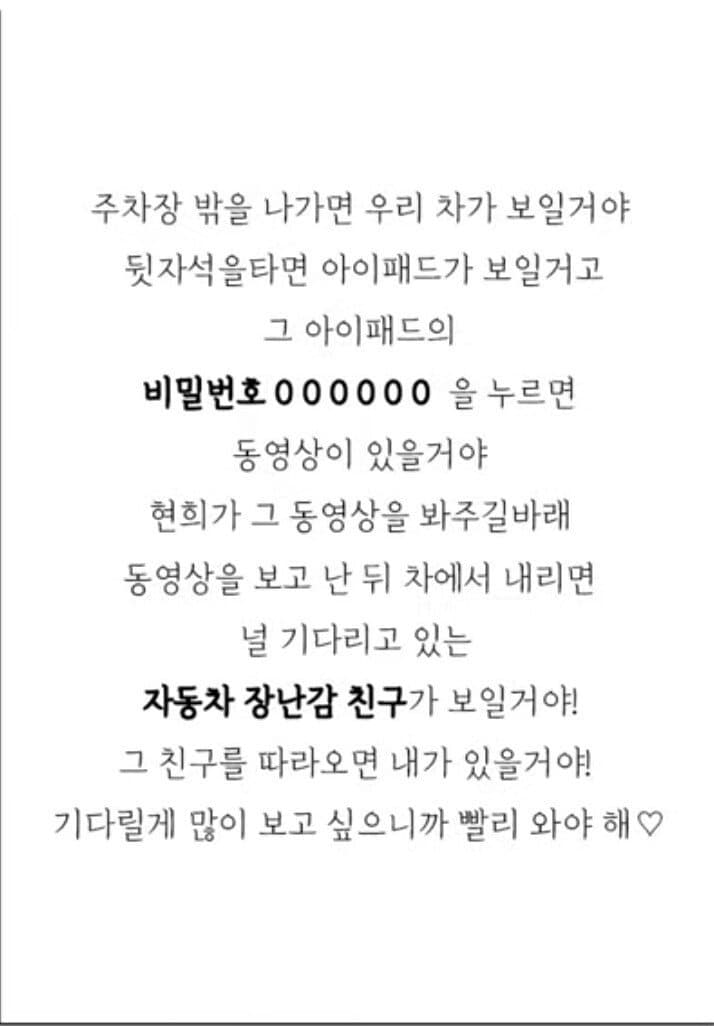 주차장 밖을 나가면 우리 차가 보일거야
뒷자석을타면 아이패드가 보일거고
그 아이패드의
비밀번호 0 0 0 0 0 0 을 누르면
동영상이 있을거야
현희가 그 동영상을 봐주길바래
동영상을 보고 난 뒤 차에서 내리면
널 기다리고 있는
자동차 장난감 친구가 보일거야!
그 친구를 따라오면 내가 있을거야!
기다릴게 많이 보고 싶으니까 빨리 와야 해♡